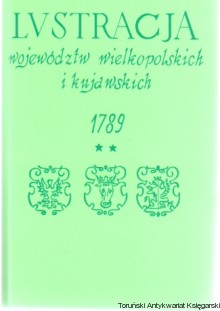 LVSTRACJA
województw wielkopolskich
i kujawskich
1789
Toruński Antykwariat Księgarski